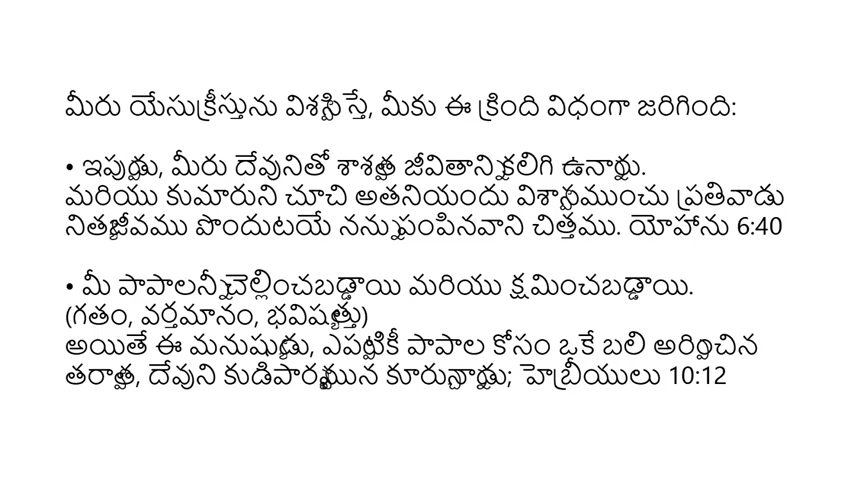 మీరు యేసుక్రీస్తును విశ్వసిస్తే, మీకు ఈ క్రింది విధంగా జరిగింది:
• ఇప్పుడు, మీరు దేవునితో శాశ్వత జీవితాన్ని కలిగి ఉన్నారు.
మరియు కుమారుని చూచి అతనియందు విశ్వాసముంచు ప్రతివాడు
నిత్యజీవము పొందుటయే నన్ను పంపినవాని చిత్తము. యోహాను 6:40
• మీ పాపాలన్నీ చెల్లించబడ్డాయి మరియు క్షమించబడ్డాయి.
(గతం, వర్తమానం, భవిష్యత్తు)
అయితే ఈ మనుష్యుడు, ఎప్పటికీ పాపాల కోసం ఒకే బలి అర్పించిన
తరువాత, దేవుని కుడిపార్శ్వమున కూర్చున్నాడు; హెబ్రీయులు 10:12